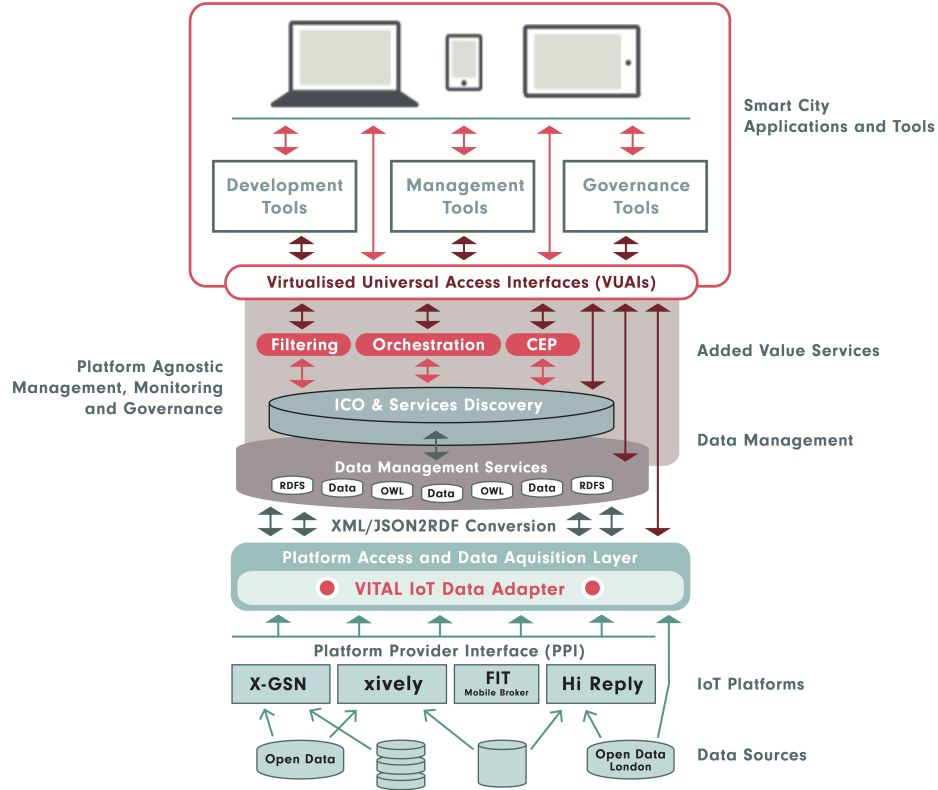 Smart City
Applications and Tools
Development
Tools
Management
Tools
Governance
Tools
Virtualised Universal Access Interfaces (VUAIs)
Filtering
Orchestration
CEP
Added Value Services
Platform Agnostic
Management, Monitoring
and Governance
ICO & Services Discovery
Data Management
Data Management Services
RDFS
Data
OWL
Data
OWL
Data
RDFS
XML/JSON2RDF Conversion
Platform Access and Data Aquisition Layer
VITAL IoT Data Adapter
Platform Provider Interface (PPI)
X-GSN
xively
FIT
Mobile Broker
Hi Reply
IoT Platforms
Open Data
Open Data
London
Data Sources